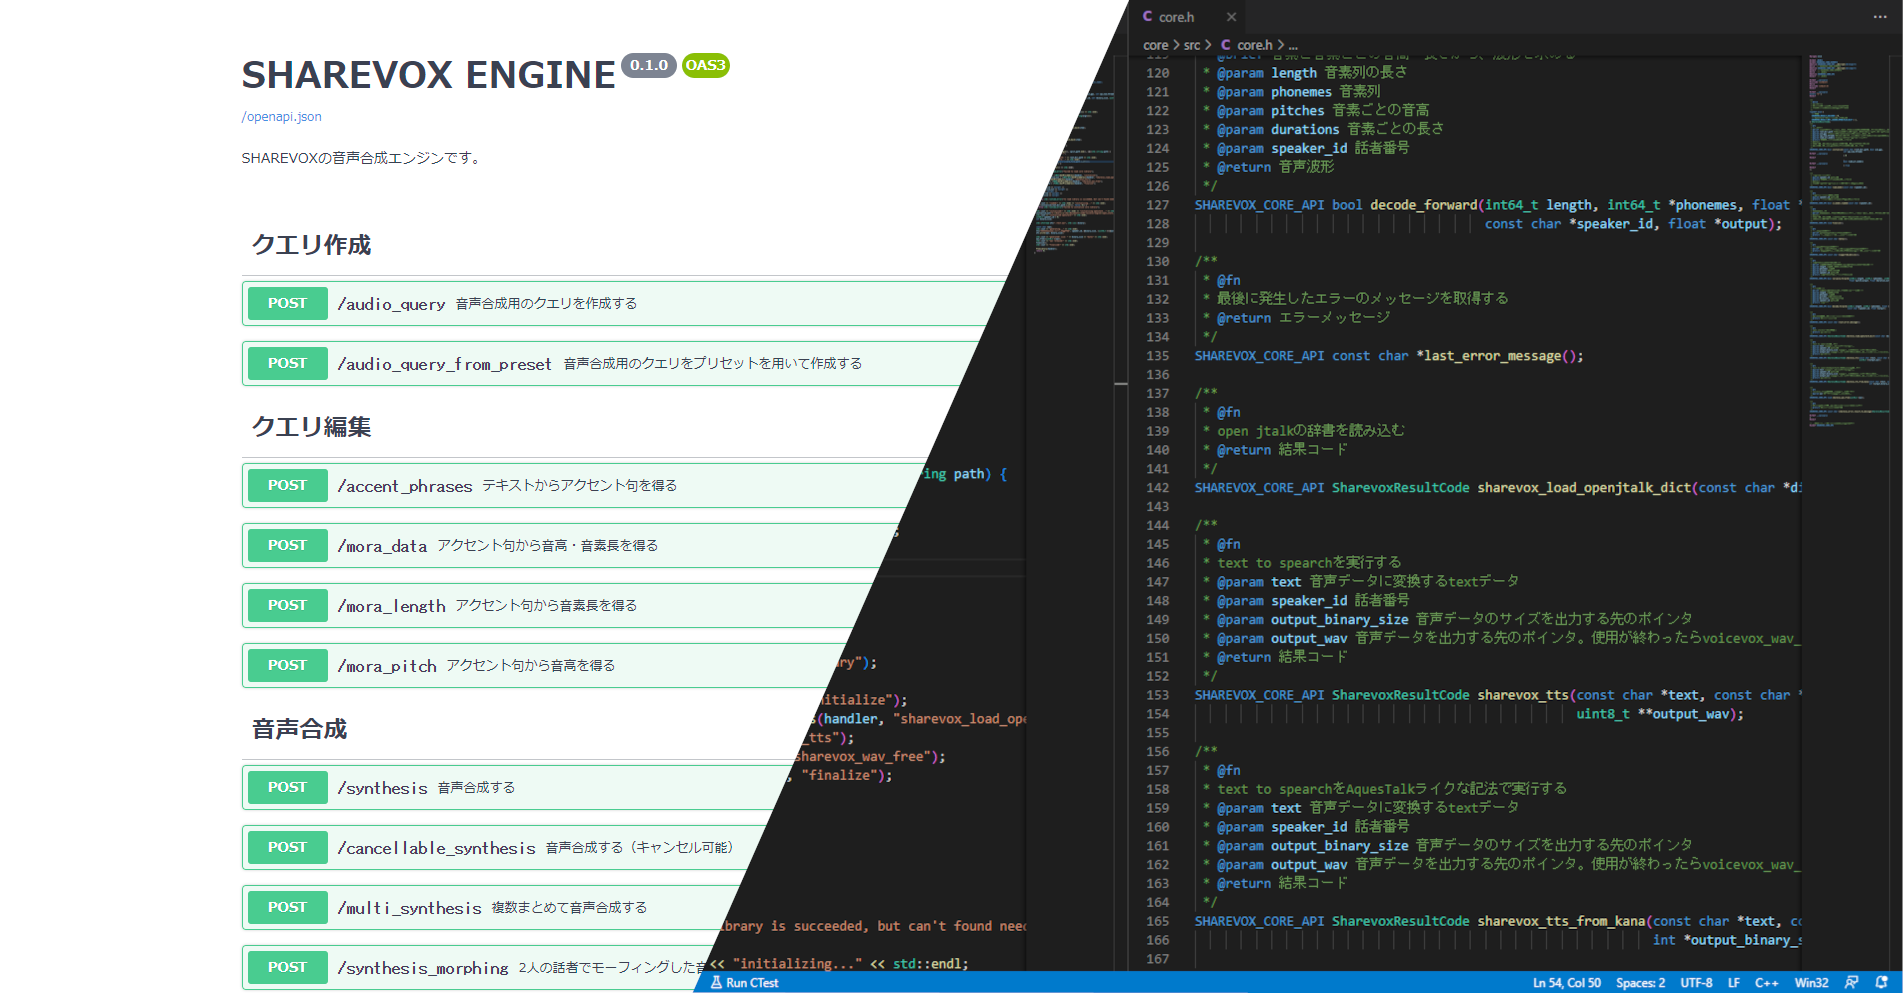 SHAREVOX ENGINE 0.1.0 OAS3
/openapi.json
SHAREVOXの音声合成エンジンです。
クエリ作成
POST /audio_query 音声合成用のクエリを作成する
POST /audio_query_from_preset 音声合成用のクエリをプリセットを用いて作成する
クエリ編集
POST /accent_phrases テキストからアクセント句を得る
POST /mora_data アクセント句から音高・音素長を得る
POST /mora_length アクセント句から音素長を得る
POST /mora_pitch アクセント句から音高を得る
音声合成
POST /synthesis 音声合成する
POST /cancellable_synthesis 音声合成する（キャンセル可能）
POST /multi_synthesis 複数まとめて音声合成する
POST /synthesis_morphing 2人の話者でモーフィングした音
ing path) {
;
ry");
nitialize");
s(handler, "sharevox_load_ope
_tts");
sharevox_wav_free");
, "finalize");
brary is succeeded, but can't found need
<< "initializing..." << std::endl;
C core.h ×
...
core > src > C core.h > ...
120 * @param length 音素列の長さ
121 * @param phonemes 音素列
122 * @param pitches 音素ごとの音高
123 * @param durations 音素ごとの長さ
124 * @param speaker_id 話者番号
125 * @return 音声波形
126 */
127 SHAREVOX_CORE_API bool decode_forward(int64_t length, int64_t *phonemes, float *
128 const char *speaker_id, float *output);
129
130 /**
131 * @fn
132 * 最後に発生したエラーのメッセージを取得する
133 * @return エラーメッセージ
134 */
135 SHAREVOX_CORE_API const char *last_error_message();
136
137 /**
138 * @fn
139 * open jtalkの辞書を読み込む
140 * @return 結果コード
141 */
142 SHAREVOX_CORE_API SharevoxResultCode sharevox_load_openjtalk_dict(const char *di
143
144 /**
145 * @fn
146 * text to spearchを実行する
147 * @param text 音声データに変換するtextデータ
148 * @param speaker_id 話者番号
149 * @param output_binary_size 音声データのサイズを出力する先のポインタ
150 * @param output_wav 音声データを出力する先のポインタ。使用が終わったらvoicevox_wav_
151 * @return 結果コード
152 */
153 SHAREVOX_CORE_API SharevoxResultCode sharevox_tts(const char *text, const char *
154 uint8_t **output_wav);
155
156 /**
157 * @fn
158 * text to spearchをAquesTalkライクな記法で実行する
159 * @param text 音声データに変換するtextデータ
160 * @param speaker_id 話者番号
161 * @param output_binary_size 音声データのサイズを出力する先のポインタ
162 * @param output_wav 音声データを出力する先のポインタ。使用が終わったらvoicevox_wav_
163 * @return 結果コード
164 */
165 SHAREVOX_CORE_API SharevoxResultCode sharevox_tts_from_kana(const char *text, co
166 int *output_binary_s
167
Run CTest Ln 54, Col 50 Spaces: 2 UTF-8 LF C++ Win32